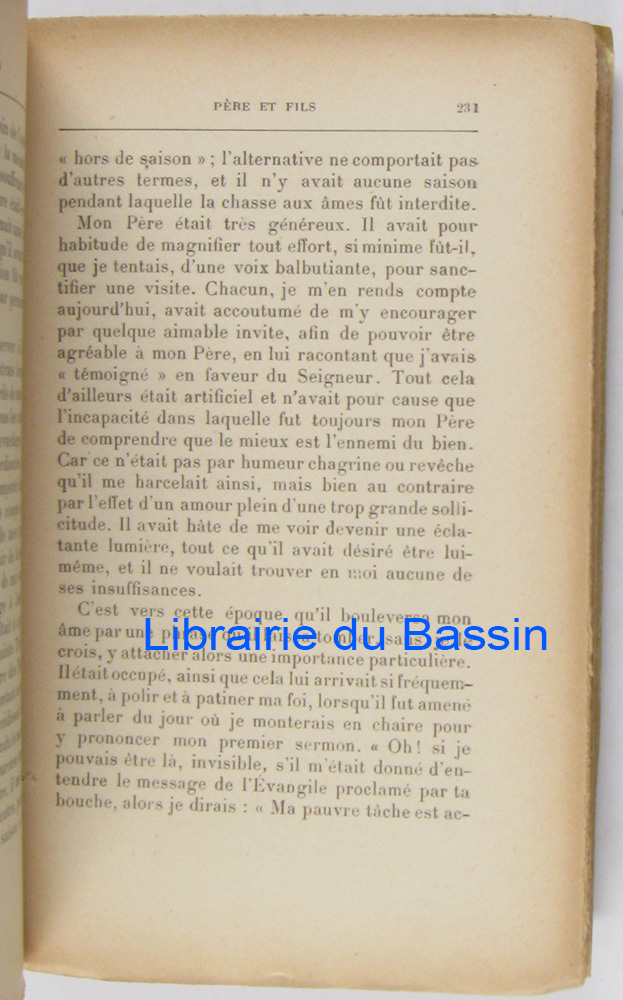 PÈRE ET FILS 231
« hors de saison » ; l'alternative ne comportait pas
d'autres termes, et il n'y avait aucune saison
pendant laquelle la chasse aux âmes fût interdite.
Mon Père était très généreux. Il avait pour
habitude de magnifier tout effort, si minime fût-il,
que je tentais, d'une voix balbutiante, pour sanc-
tifier une visite. Chacun, je m'en rends compte
aujourd'hui, avait accoutumé de m'y encourager
par quelque aimable invite, afin de pouvoir être
agréable à mon Père, en lui racontant que j'avais
« témoigné » en faveur du Seigneur. Tout cela
d'ailleurs était artificiel et n'avait pour cause que
l'incapacité dans laquelle fut toujours mon Père
de comprendre que le mieux est l'ennemi du bien.
Car ce n'était pas par humeur chagrine ou revêche
qu'il me harcelait ainsi, mais bien au contraire
par l'effet d'un amour plein d'une trop grande solli-
citude. Il avait hâte de me voir devenir une écla-
tante lumière, tout ce qu'il avait désiré être lui-
même, et il ne voulait trouver en moi aucune de
ses insuffisances.
C'est vers cette époque qu'il bouleversa mon
âme par une tomber, sans
Librairie du Bassin
crois, y attacher alors une importance particulière.
Il était occupé, ainsi que cela lui arrivait si fréquem-
ment, à polir et à patiner ma foi, lorsqu'il fut amené
à parler du jour où je monterais en chaire pour
y prononcer mon premier sermon. « Oh ! si je
pouvais être là, invisible, s'il m'était donné d'en-
tendre le message de l'Évangile proclamé par ta
bouche, alors je dirais : « Ma pauvre tâche est ac-